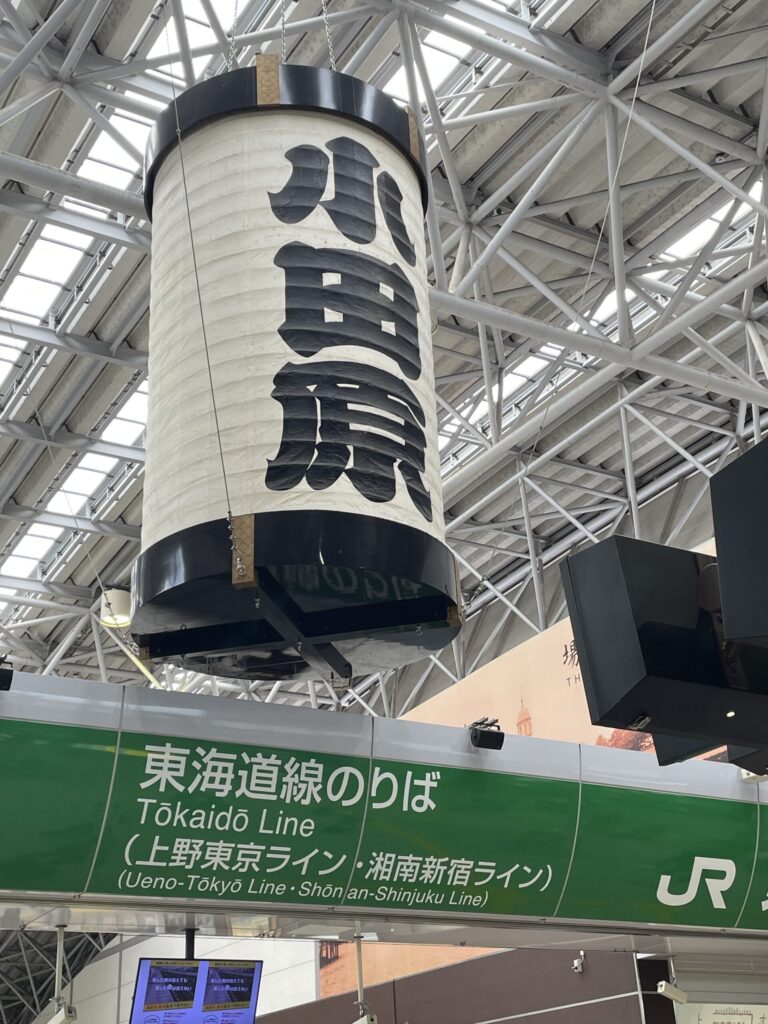 小田原
東海道線のりば
Tōkaidō Line
(上野東京ライン・湘南新宿ライン)
(Ueno-Tōkyō Line・Shōnan-Shinjuku Line)
JR